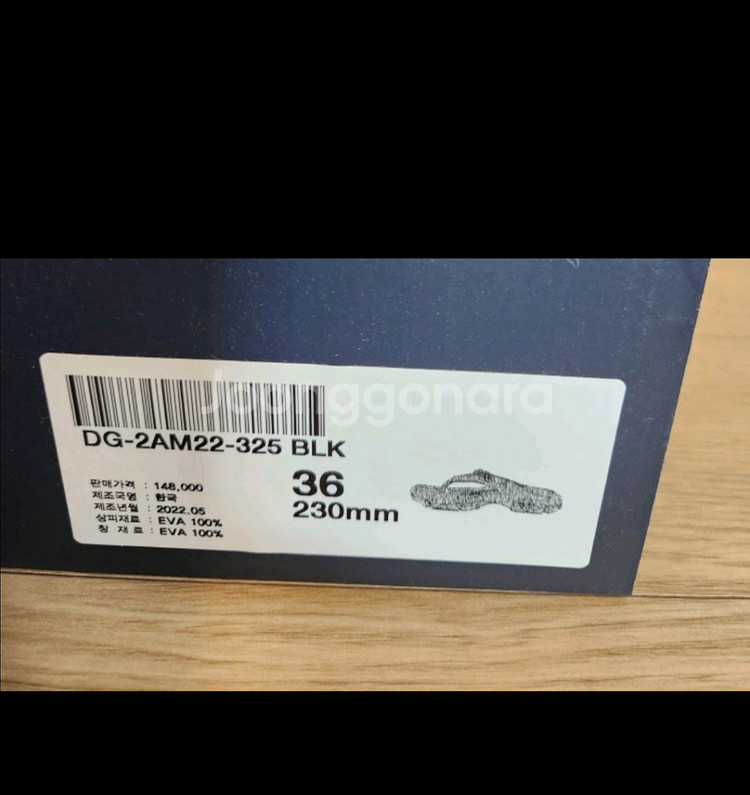 Joonggonara
DG-2AM22-325 BLK
36
230mm
판매가격 : 148,000
제조국명 : 한국
제조년월 : 2022.05
상피재료 : EVA 100%
창 재 료 : EVA 100%